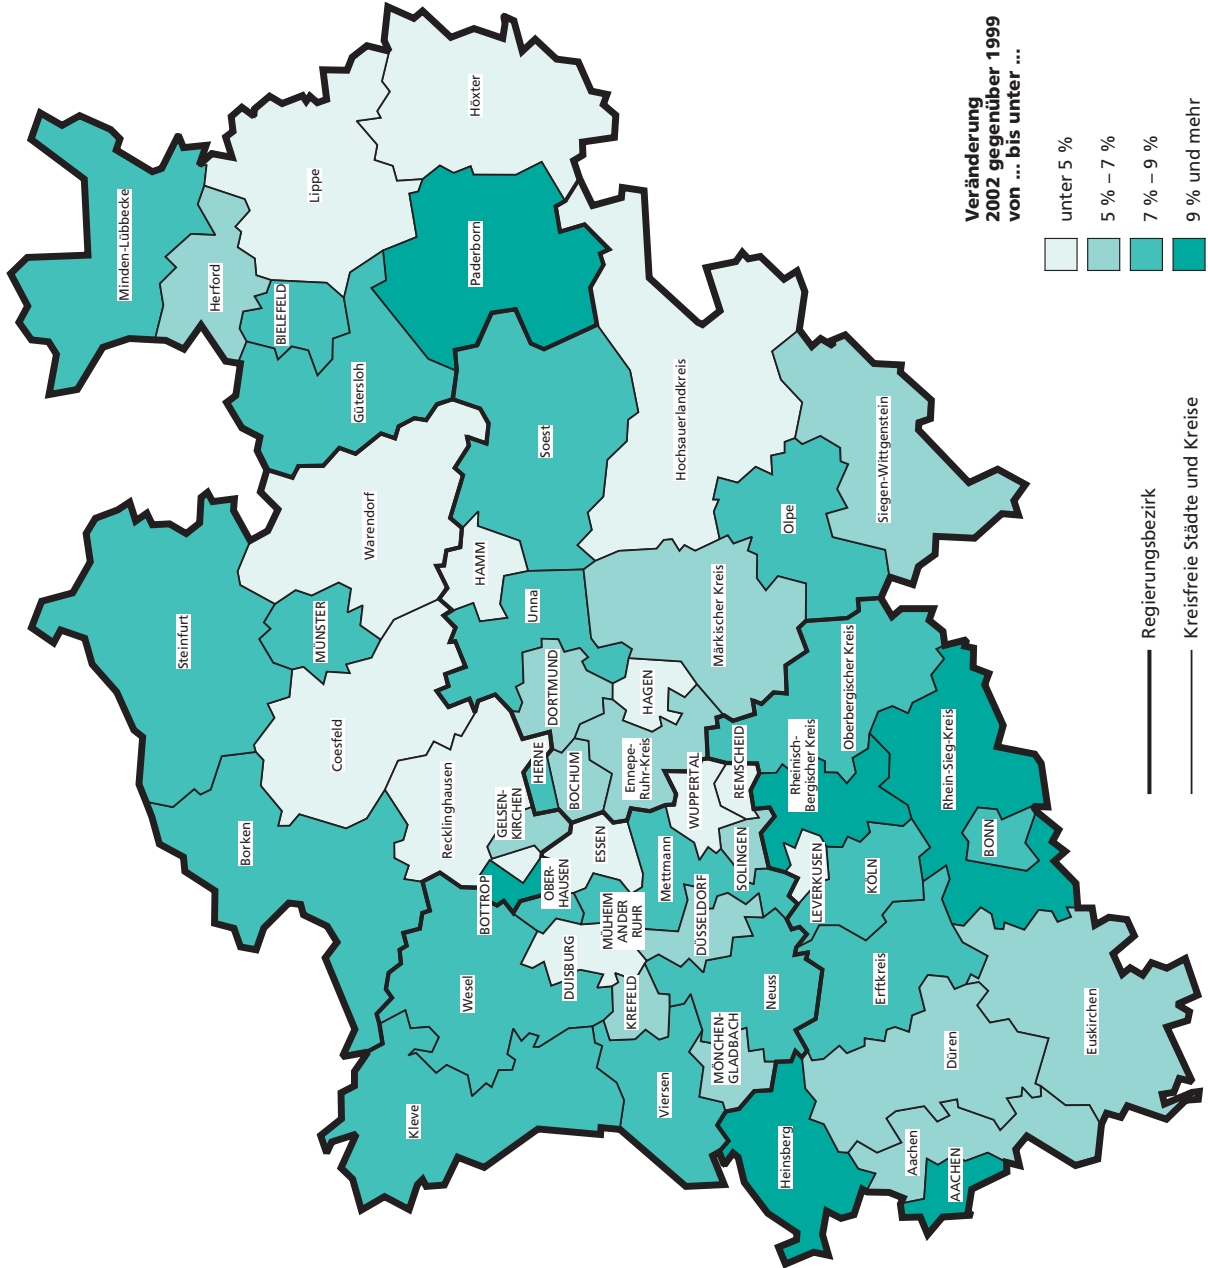 Minden-Lübbecke
Herford
Lippe
BIELEFELD
Höxter
Gütersloh
Paderborn
Steinfurt
MÜNSTER
Warendorf
Borken
Coesfeld
Soest
HAMM
Unna
Hochsauerlandkreis
Recklinghausen
GELSEN-
KIRCHEN
HERNE
BOCHUM
DORTMUND
HAGEN
Ennepe-
Ruhr-Kreis
Märkischer Kreis
Olpe
Siegen-Wittgenstein
BOTTROP
OBER-
HAUSEN
ESSEN
MÜLHEIM
AN DER
RUHR
DUISBURG
Wesel
Kleve
KREFELD
Viersen
MÖNCHEN-
GLADBACH
Neuss
DÜSSELDORF
Mettmann
WUPPERTAL
REMSCHEID
SOLINGEN
LEVERKUSEN
Rheinisch-
Bergischer Kreis
Oberbergischer Kreis
KÖLN
Rhein-Sieg-Kreis
BONN
Erftkreis
Heinsberg
Düren
Aachen
AACHEN
Euskirchen
Veränderung
2002 gegenüber 1999
von ... bis unter ...
unter 5 %
5 % – 7 %
7 % – 9 %
9 % und mehr
Regierungsbezirk
Kreisfreie Städte und Kreise